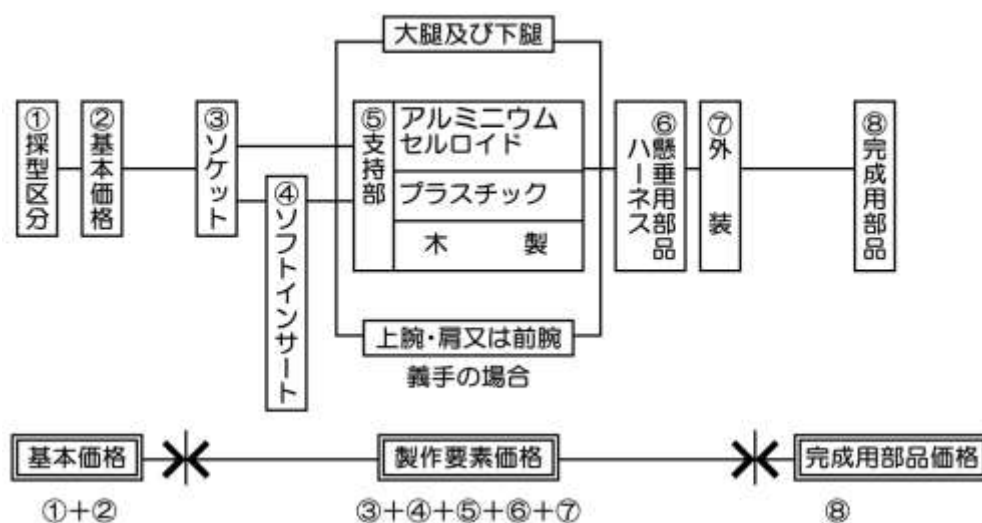 大腿及び下腿
①採型区分
②基本価格
③ソケット
④ソフトインサート
⑤支持部
アルミニウム
セルロイド
プラスチック
木 製
⑥懸垂用部品
ハーネス
⑦外 装
⑧完成用部品
上腕・肩又は前腕
義手の場合
基本価格
製作要素価格
完成用部品価格
①+②
③+④+⑤+⑥+⑦
⑧